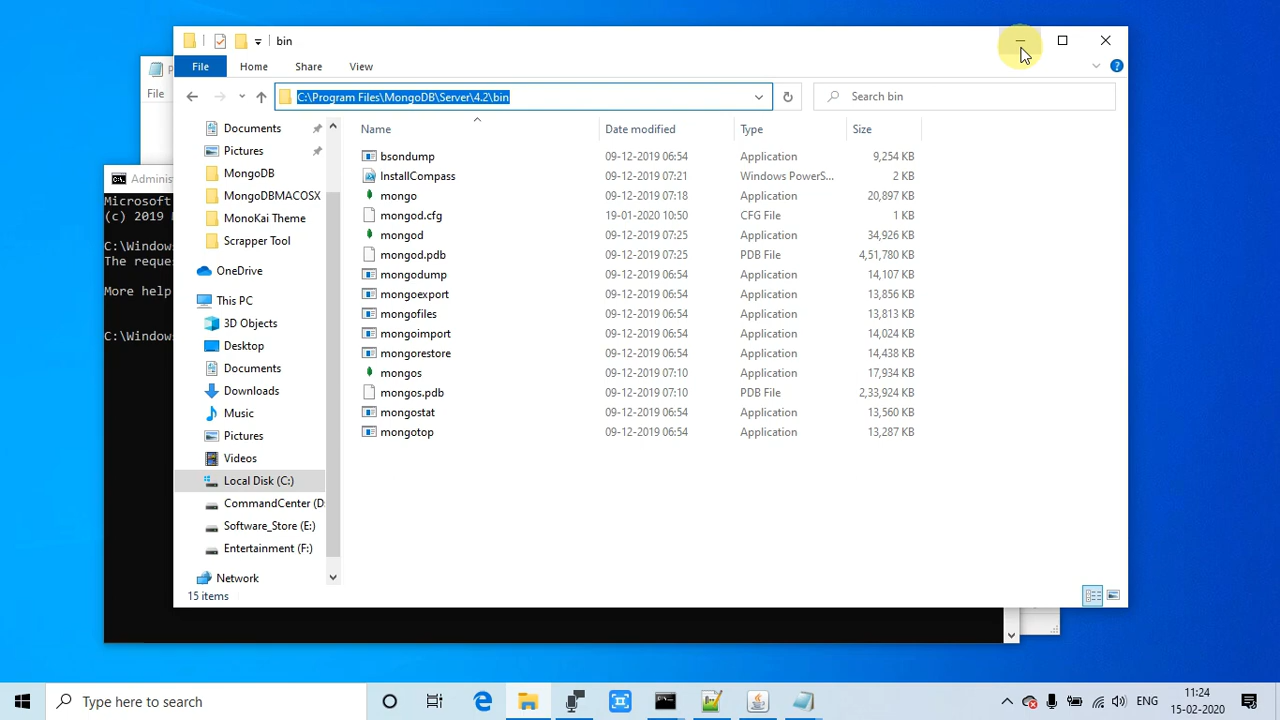 bin
File Home Share View
C:\Program Files\MongoDB\Server\4.2\bin
Search bin
File
Adminis
Microsoft
(c) 2019
C:\Window
The reque
More help
C:\Window
Documents
Pictures
MongoDB
MongoDBMACOSX
MonoKai Theme
Scrapper Tool
OneDrive
This PC
3D Objects
Desktop
Documents
Downloads
Music
Pictures
Videos
Local Disk (C:)
CommandCenter (D:
Software_Store (E:)
Entertainment (F:)
Network
Name Date modified Type Size
bsondump 09-12-2019 06:54 Application 9,254 KB
InstallCompass 09-12-2019 07:21 Windows PowerS... 2 KB
mongo 09-12-2019 07:18 Application 20,897 KB
mongod.cfg 19-01-2020 10:50 CFG File 1 KB
mongod 09-12-2019 07:25 Application 34,926 KB
mongod.pdb 09-12-2019 07:25 PDB File 4,51,780 KB
mongodump 09-12-2019 06:54 Application 14,107 KB
mongoexport 09-12-2019 06:54 Application 13,856 KB
mongofiles 09-12-2019 06:54 Application 13,813 KB
mongoimport 09-12-2019 06:54 Application 14,024 KB
mongorestore 09-12-2019 06:54 Application 14,438 KB
mongos 09-12-2019 07:10 Application 17,934 KB
mongos.pdb 09-12-2019 07:10 PDB File 2,33,924 KB
mongostat 09-12-2019 06:54 Application 13,560 KB
mongotop 09-12-2019 06:54 Application 13,287 KB
15 items
Type here to search
ENG
11:24
15-02-2020